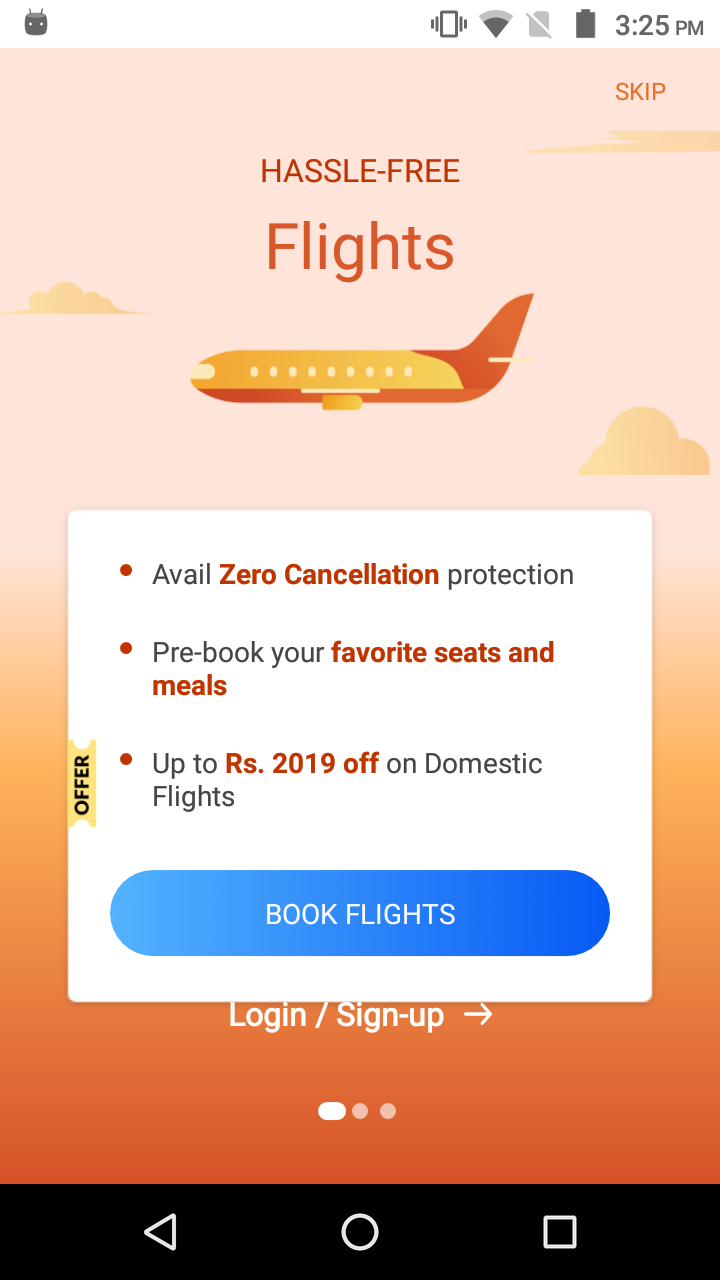 3:25 PM
SKIP
HASSLE-FREE
Flights
Avail Zero Cancellation protection
Pre-book your favorite seats and
meals
OFFER
Up to Rs. 2019 off on Domestic
Flights
BOOK FLIGHTS
Login / Sign-up →